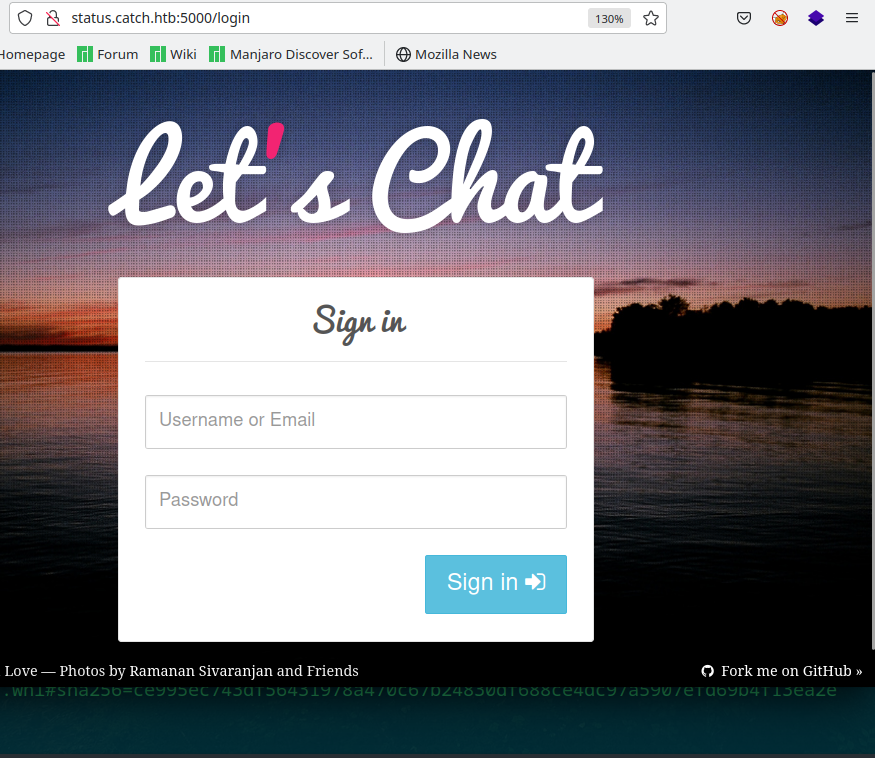 status.catch.htb:5000/login
130%
Homepage
Forum
Wiki
Manjaro Discover Sof...
Mozilla News
Let's Chat
Sign in
Username or Email
Password
Sign in
Love — Photos by Ramanan Sivaranjan and Friends
Fork me on GitHub »
.whl#sha256=ce995ec743df56431978a470c67b24830df688ce4dc97a5907efd69b4f13ea2e